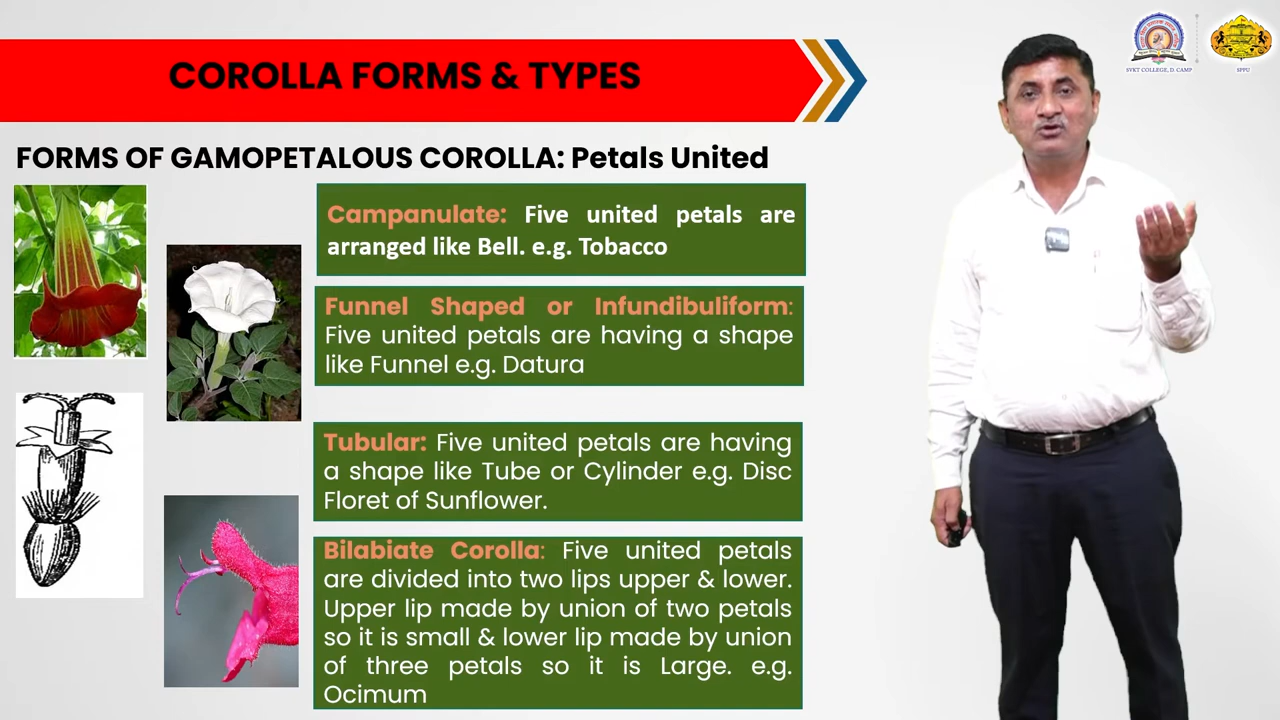 COROLLA FORMS & TYPES
SVKT COLLEGE, D. CAMP
SPPU
FORMS OF GAMOPETALOUS COROLLA: Petals United
Campanulate: Five united petals are
arranged like Bell. e.g. Tobacco
Funnel Shaped or Infundibuliform:
Five united petals are having a shape
like Funnel e.g. Datura
Tubular: Five united petals are having
a shape like Tube or Cylinder e.g. Disc
Floret of Sunflower.
Bilabiate Corolla: Five united petals
are divided into two lips upper & lower.
Upper lip made by union of two petals
so it is small & lower lip made by union
of three petals so it is Large. e.g.
Ocimum